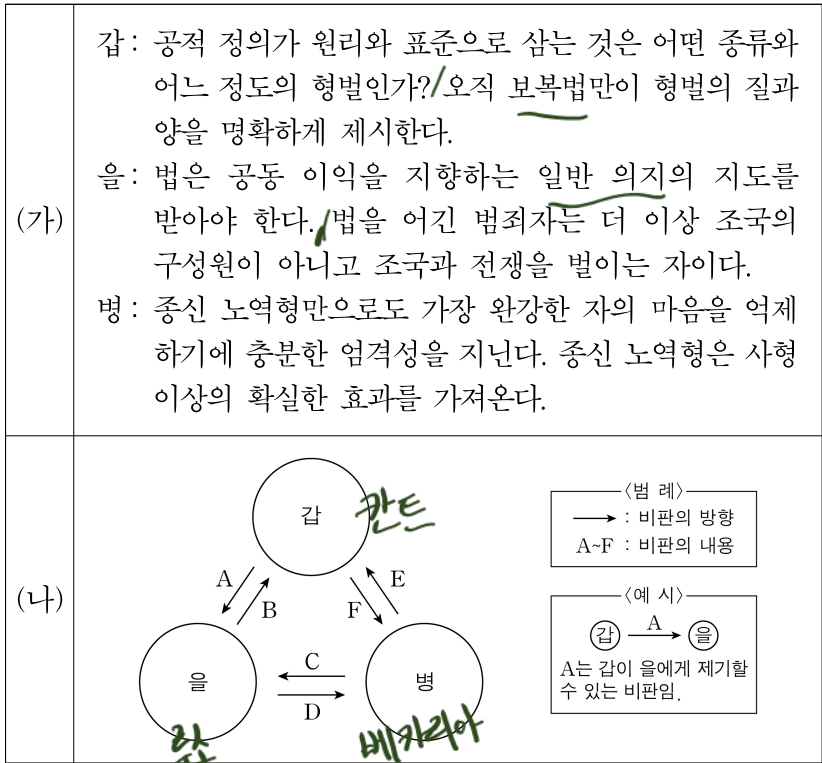 갑 : 공적 정의가 원리와 표준으로 삼는 것은 어떤 종류와
어느 정도의 형벌인가? 오직 보복법만이 형벌의 질과
양을 명확하게 제시한다.
을 : 법은 공동 이익을 지향하는 일반 의지의 지도를
받아야 한다. 법을 어긴 범죄자는 더 이상 조국의
구성원이 아니고 조국과 전쟁을 벌이는 자이다.
병 : 종신 노역형만으로도 가장 완강한 자의 마음을 억제
하기에 충분한 엄격성을 지닌다. 종신 노역형은 사형
이상의 확실한 효과를 가져온다.
(가)
(나)
갑
칸트
A
B
F
E
을
C
D
병
베카리아
〈범 례〉
→ : 비판의 방향
A~F : 비판의 내용
〈예 시〉
갑 A 을
A는 갑이 을에게 제기할
수 있는 비판임.